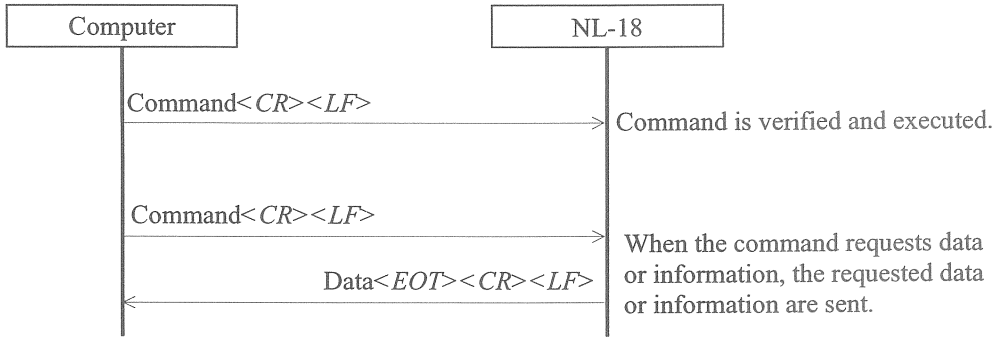 Computer
NL-18
Command<CR><LF>
Command is verified and executed.
Command<CR><LF>
When the command requests data
or information, the requested data
or information are sent.
Data<EOT><CR><LF>